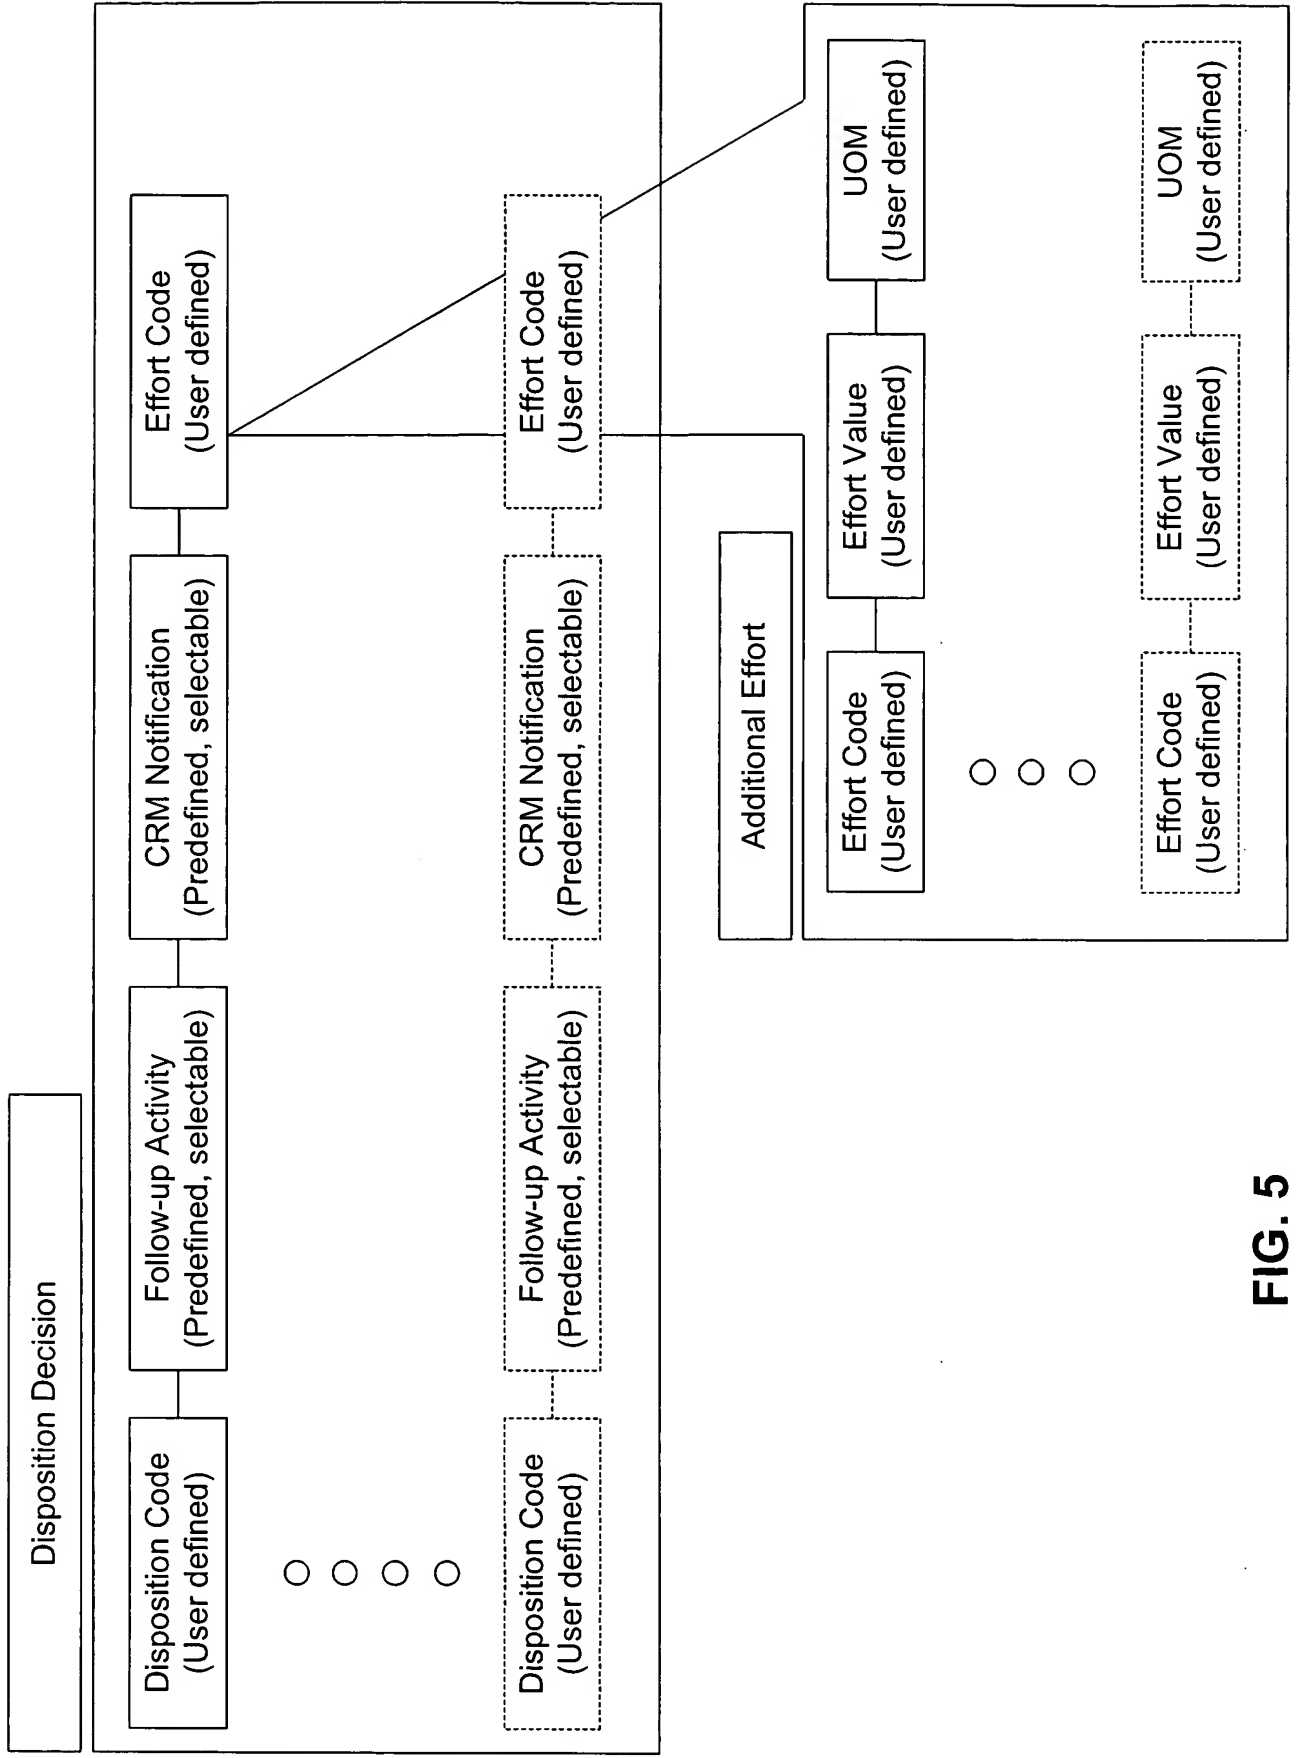 Disposition Decision
Disposition Code
(User defined)
Follow-up Activity
(Predefined, selectable)
CRM Notification
(Predefined, selectable)
Effort Code
(User defined)
Disposition Code
(User defined)
Follow-up Activity
(Predefined, selectable)
CRM Notification
(Predefined, selectable)
Effort Code
(User defined)
Additional Effort
Effort Code
(User defined)
Effort Value
(User defined)
UOM
(User defined)
Effort Code
(User defined)
Effort Value
(User defined)
UOM
(User defined)
FIG. 5